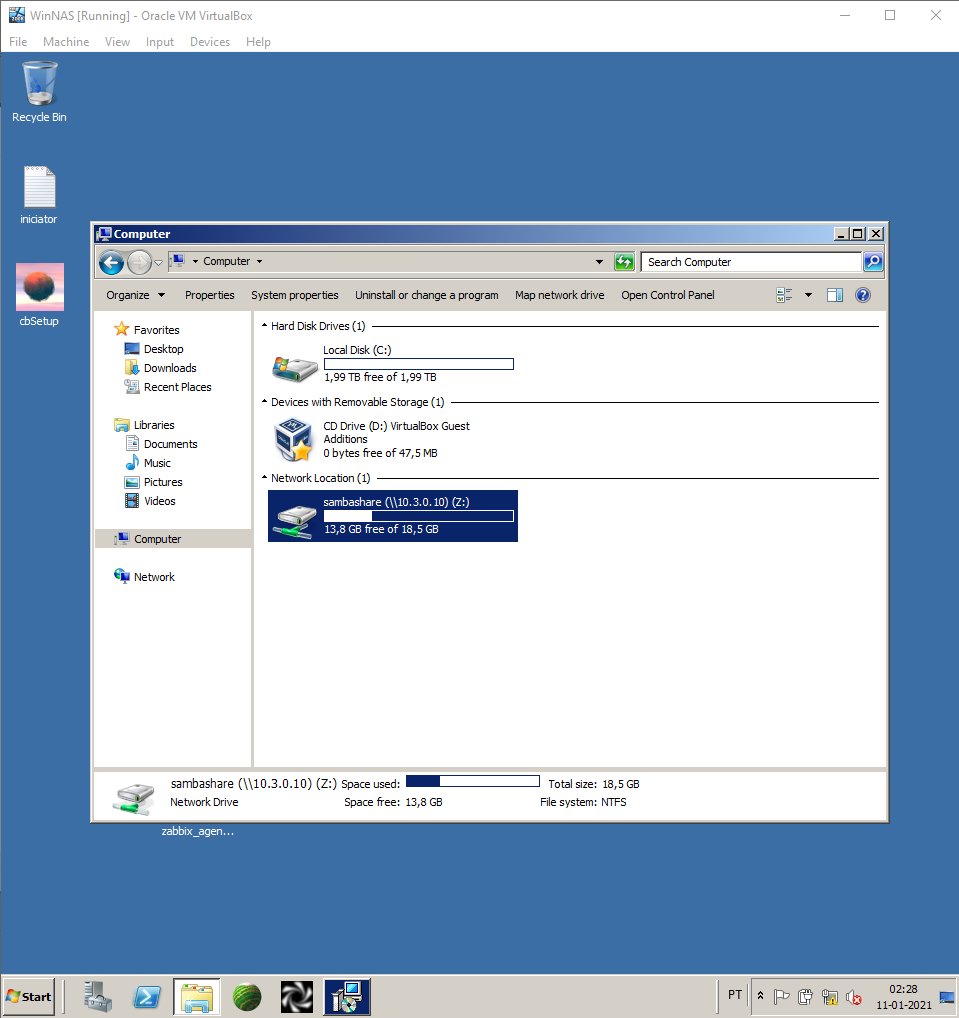 WinNAS [Running] - Oracle VM VirtualBox
File Machine View Input Devices Help
Recycle Bin
iniciator
cbSetup
Computer
Computer
Search Computer
Organize Properties System properties Uninstall or change a program Map network drive Open Control Panel
Favorites
Desktop
Downloads
Recent Places
Libraries
Documents
Music
Pictures
Videos
Computer
Network
Hard Disk Drives (1)
Local Disk (C:)
1,99 TB free of 1,99 TB
Devices with Removable Storage (1)
CD Drive (D:) VirtualBox Guest
Additions
0 bytes free of 47,5 MB
Network Location (1)
sambashare (\\10.3.0.10) (Z:)
13,8 GB free of 18,5 GB
sambashare (\\10.3.0.10) (Z:) Space used: Total size: 18,5 GB
Network Drive Space free: 13,8 GB File system: NTFS
zabbix_agen...
Start
PT
02:28
11-01-2021